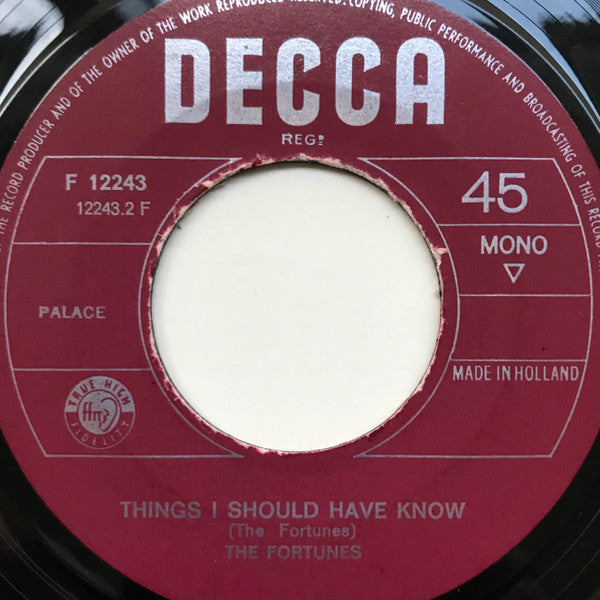 THE RECORD PRODUCER AND OF THE OWNER OF THE WORK REPRODUCED RESERVED. COPYING, PUBLIC PERFORMANCE AND BROADCASTING OF THIS RECORD
DECCA
REGD
F 12243
12243.2 F
45
MONO
▽
PALACE
MADE IN HOLLAND
TRUE HIGH
ffrr
FIDELITY
THINGS I SHOULD HAVE KNOW
(The Fortunes)
THE FORTUNES